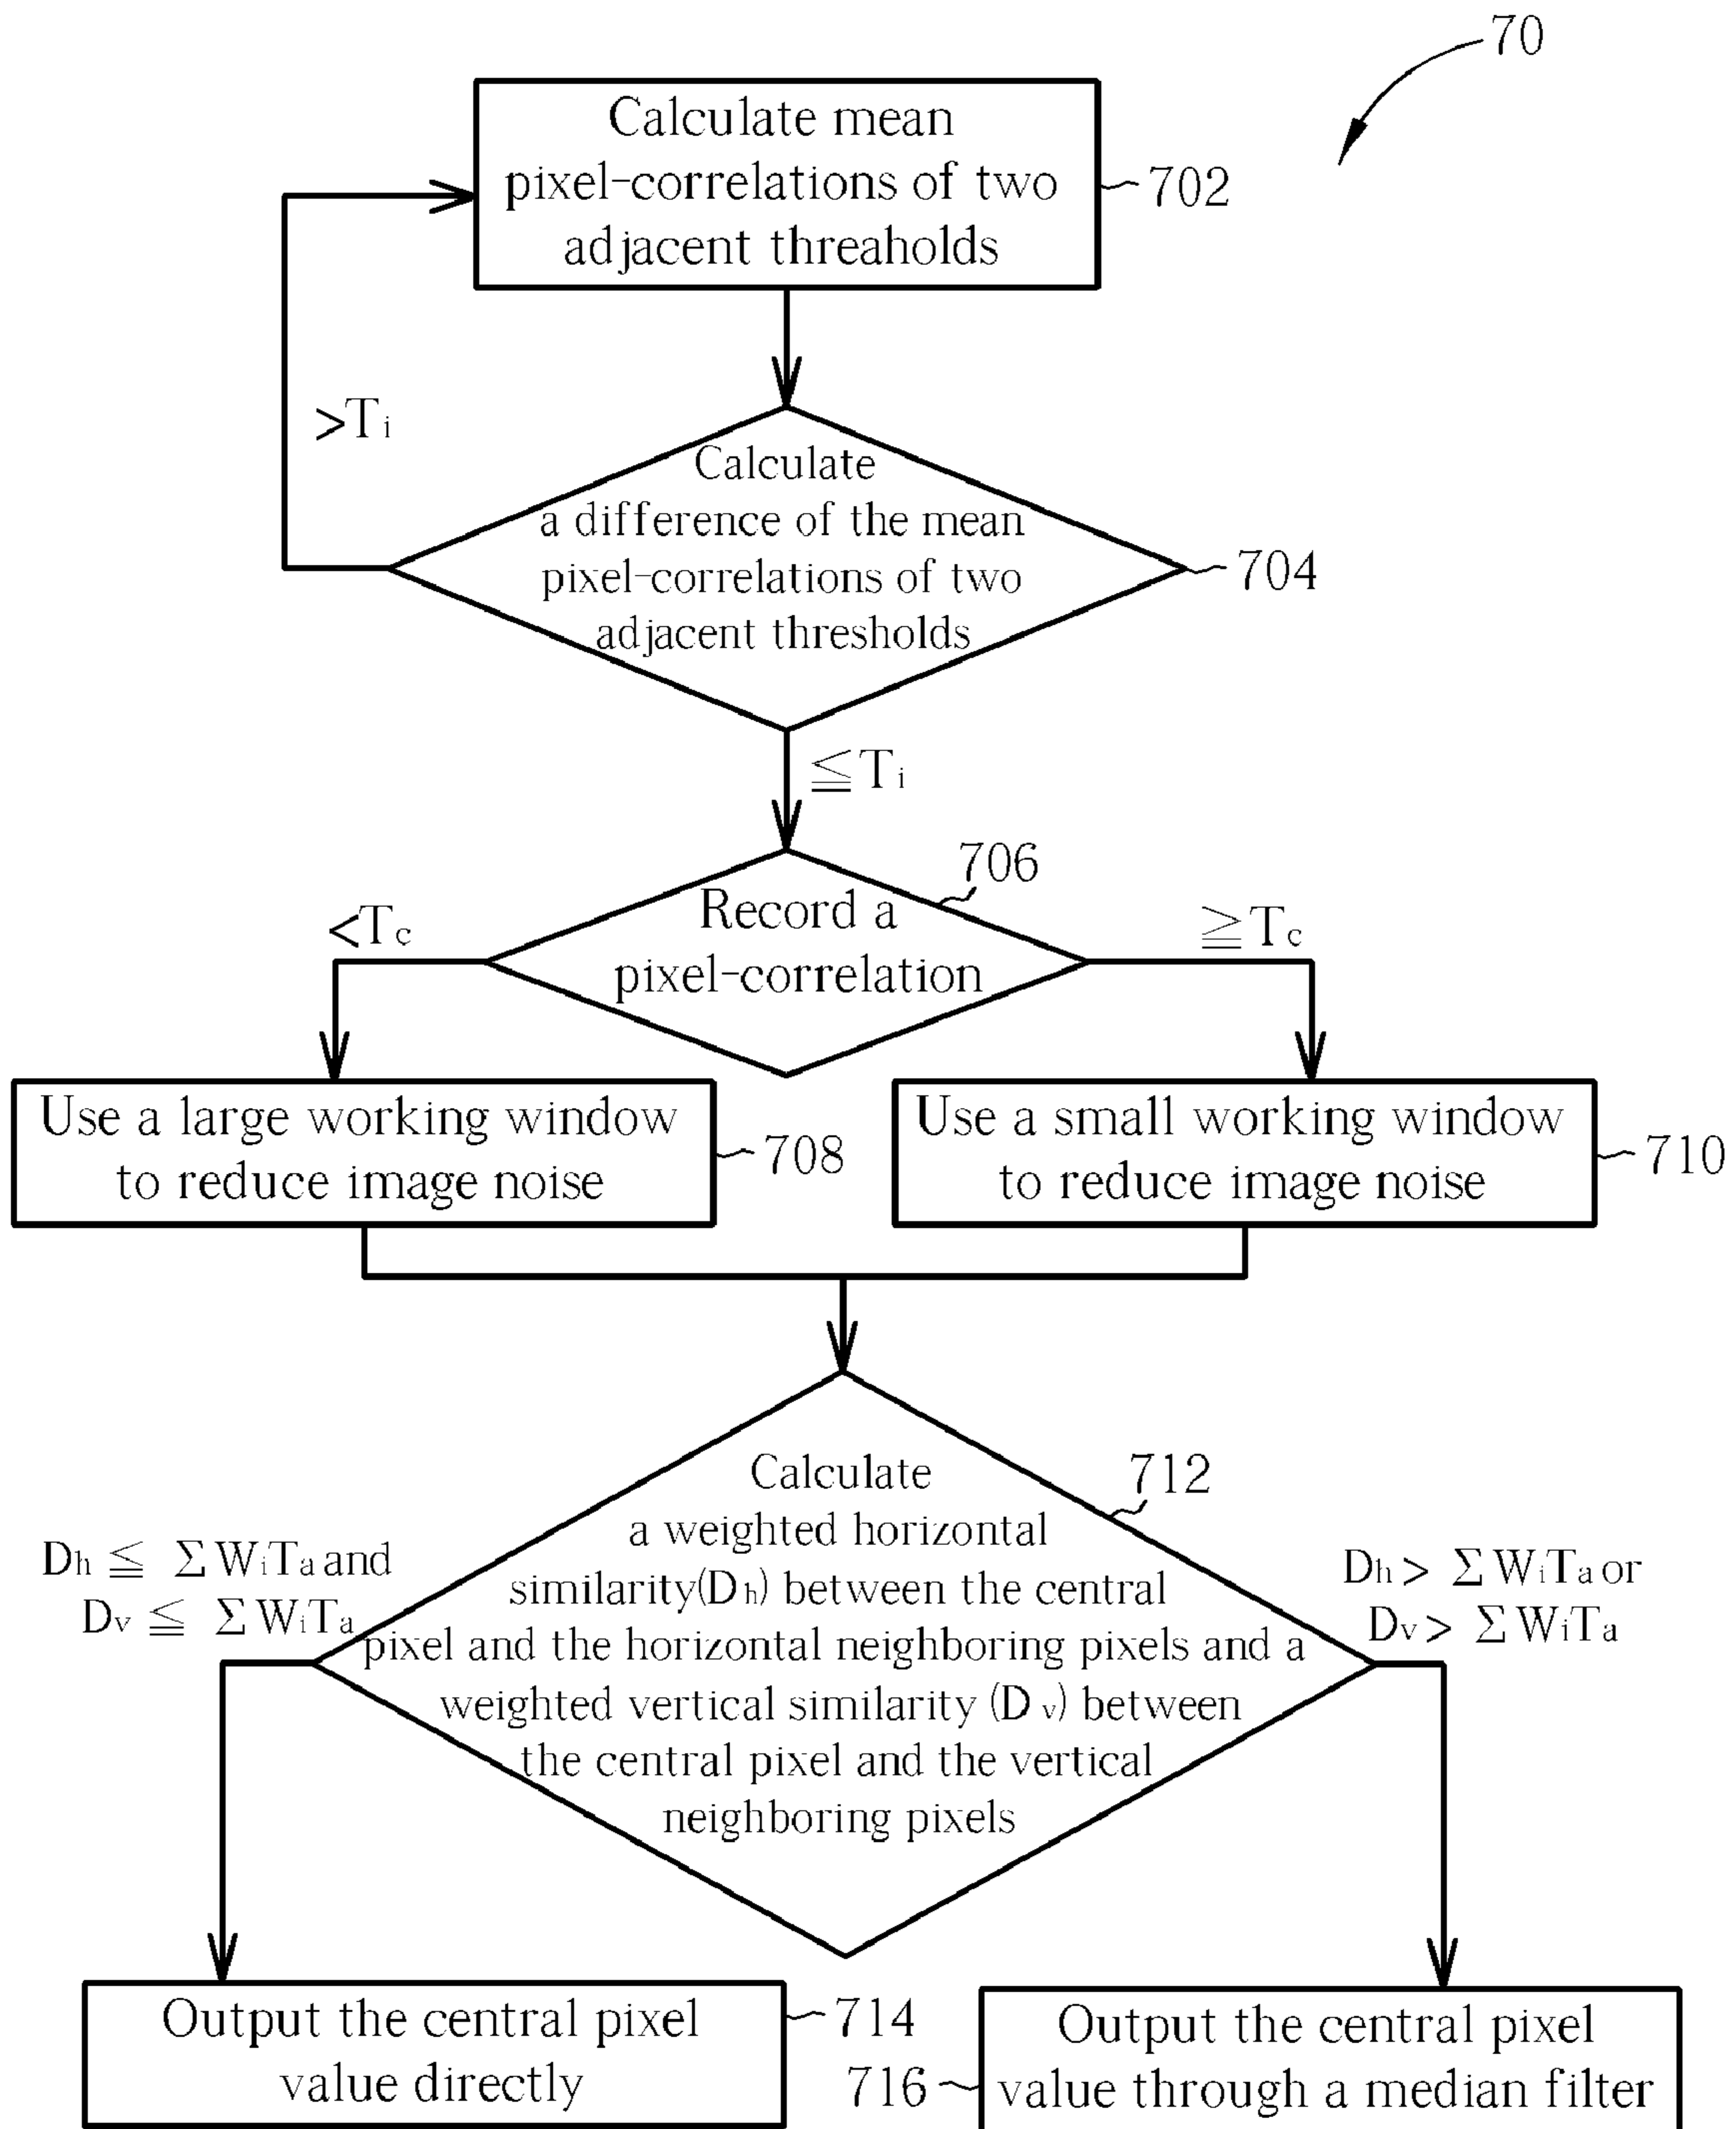 70
Calculate mean
pixel-correlations of two
adjacent threaholds
702
>Ti
Calculate
a difference of the mean
pixel-correlations of two
adjacent thresholds
704
≦Ti
706
Record a
pixel-correlation
<Tc
≧Tc
Use a large working window
to reduce image noise
708
Use a small working window
to reduce image noise
710
712
Calculate
a weighted horizontal
similarity(Dh) between the central
pixel and the horizontal neighboring pixels and a
weighted vertical similarity (Dv) between
the central pixel and the vertical
neighboring pixels
Dh ≦ ΣWiTa and
Dv ≦ ΣWiTa
Dh > ΣWiTa or
Dv > ΣWiTa
Output the central pixel
value directly
714
Output the central pixel
value through a median filter
716